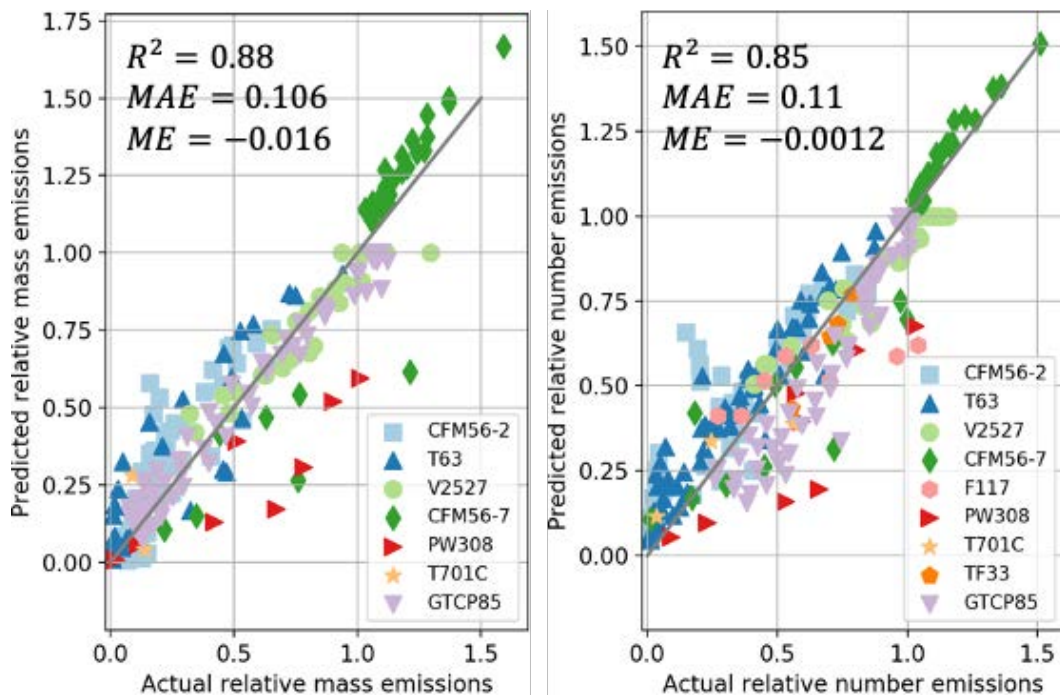 R² = 0.88
MAE = 0.106
ME = −0.016
Predicted relative mass emissions
1.75
1.50
1.25
1.00
0.75
0.50
0.25
0.00
CFM56-2
T63
V2527
CFM56-7
PW308
T701C
GTCP85
0.0
0.5
1.0
1.5
Actual relative mass emissions
R² = 0.85
MAE = 0.11
ME = −0.0012
Predicted relative number emissions
1.50
1.25
1.00
0.75
0.50
0.25
0.00
CFM56-2
T63
V2527
CFM56-7
F117
PW308
T701C
TF33
GTCP85
0.0
0.5
1.0
1.5
Actual relative number emissions